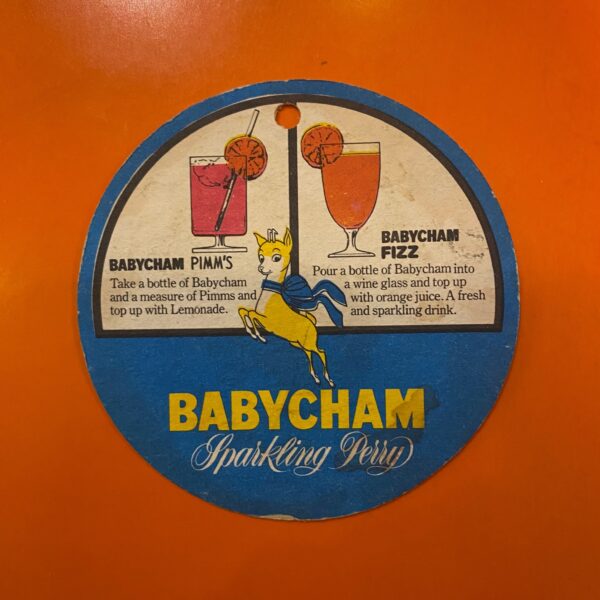 BABYCHAM PIMM'S
Take a bottle of Babycham
and a measure of Pimms and
top up with Lemonade.
BABYCHAM
FIZZ
Pour a bottle of Babycham into
a wine glass and top up
with orange juice. A fresh
and sparkling drink.
BABYCHAM
Sparkling Perry